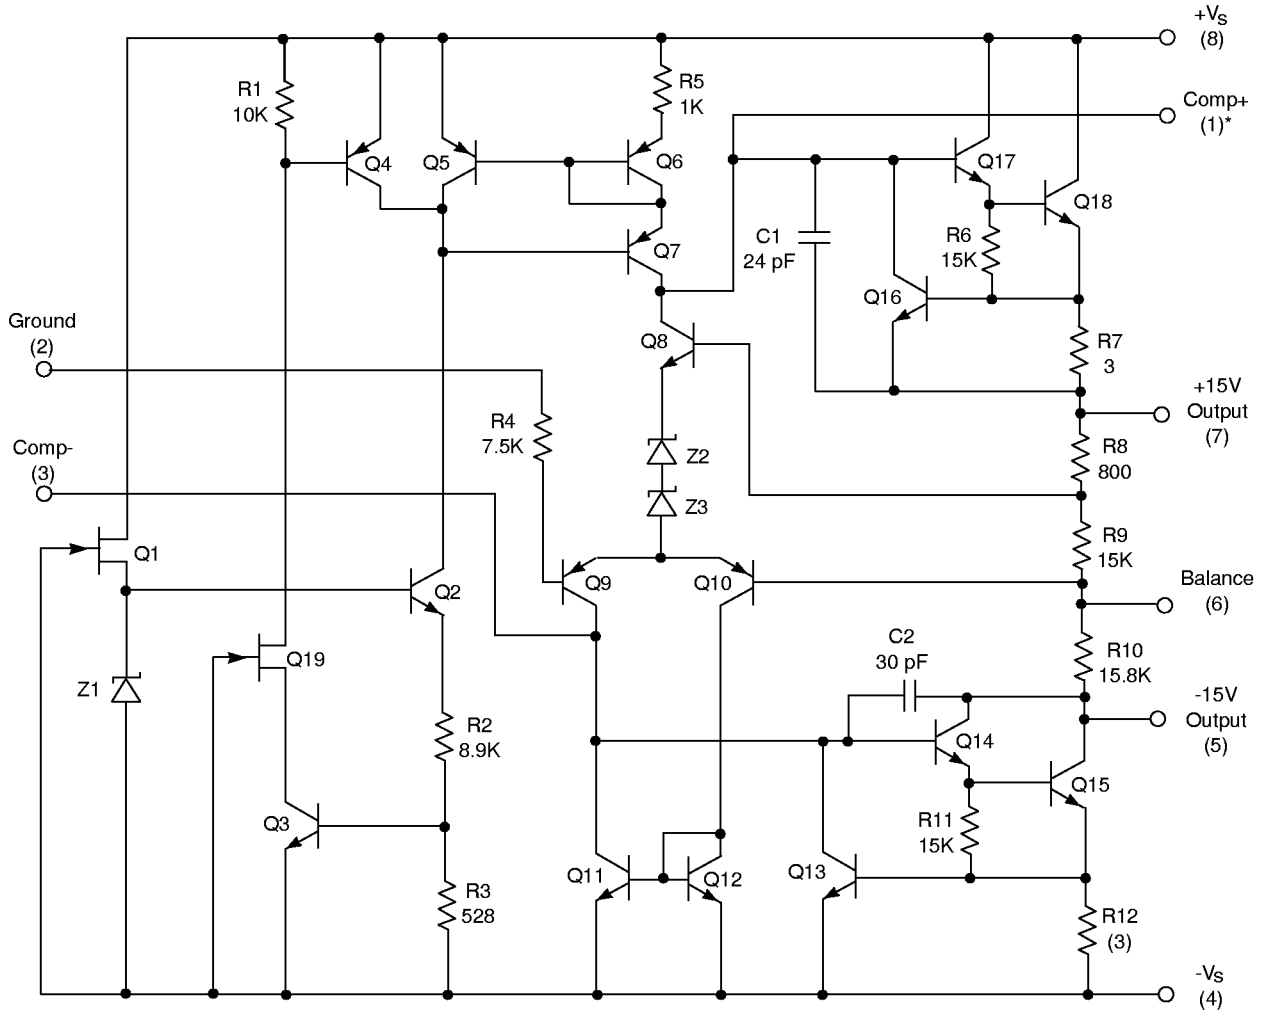 +VS
(8)
R1
10K
R5
1K
Comp+
(1)*
Q4
Q5
Q6
Q17
Q18
C1
24 pF
R6
15K
Q7
Q16
Ground
(2)
Q8
R7
3
+15V
Output
(7)
R4
7.5K
Comp-
(3)
Z2
R8
800
Z3
Q1
R9
15K
Q2
Q9
Q10
Balance
(6)
C2
30 pF
Q19
R10
15.8K
Z1
-15V
Output
(5)
R2
8.9K
Q14
Q15
Q3
R11
15K
R3
528
Q11
Q12
Q13
R12
(3)
-VS
(4)